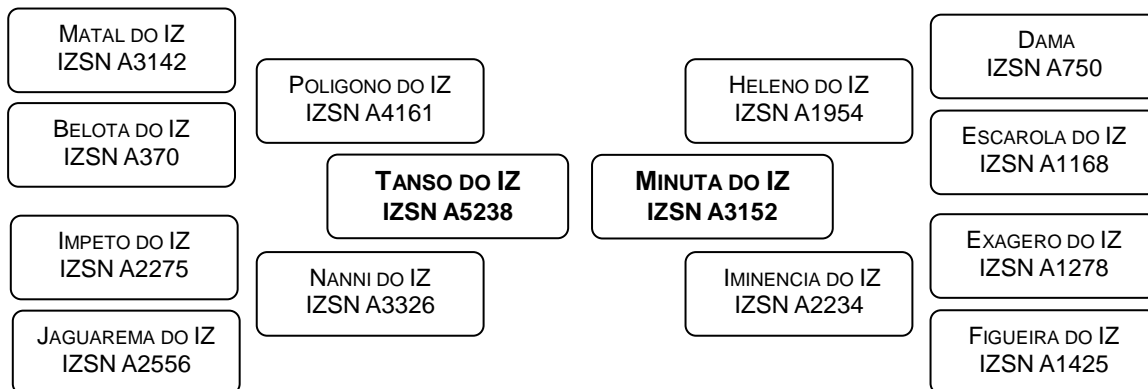 MATAL DO IZ
IZSN A3142
BELOTA DO IZ
IZSN A370
IMPETO DO IZ
IZSN A2275
JAGUAREMA DO IZ
IZSN A2556
POLIGONO DO IZ
IZSN A4161
NANNI DO IZ
IZSN A3326
TANSO DO IZ
IZSN A5238
MINUTA DO IZ
IZSN A3152
HELENO DO IZ
IZSN A1954
IMINENCIA DO IZ
IZSN A2234
DAMA
IZSN A750
ESCAROLA DO IZ
IZSN A1168
EXAGERO DO IZ
IZSN A1278
FIGUEIRA DO IZ
IZSN A1425